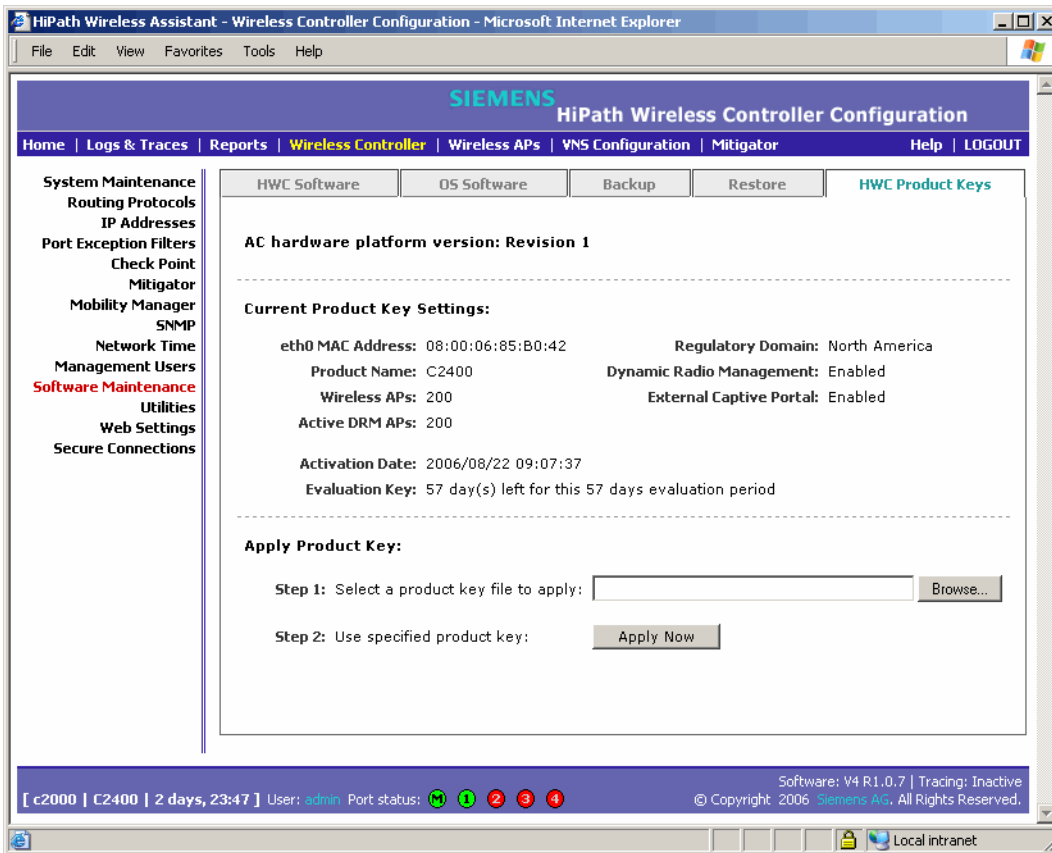 HiPath Wireless Assistant - Wireless Controller Configuration - Microsoft Internet Explorer
File Edit View Favorites Tools Help
SIEMENS
HiPath Wireless Controller Configuration
Home | Logs & Traces | Reports | Wireless Controller | Wireless APs | VNS Configuration | Mitigator Help | LOGOUT
System Maintenance
Routing Protocols
IP Addresses
Port Exception Filters
Check Point
Mitigator
Mobility Manager
SNMP
Network Time
Management Users
Software Maintenance
Utilities
Web Settings
Secure Connections
HWC Software OS Software Backup Restore HWC Product Keys
AC hardware platform version: Revision 1
Current Product Key Settings:
eth0 MAC Address: 08:00:06:85:B0:42 Regulatory Domain: North America
Product Name: C2400 Dynamic Radio Management: Enabled
Wireless APs: 200 External Captive Portal: Enabled
Active DRM APs: 200
Activation Date: 2006/08/22 09:07:37
Evaluation Key: 57 day(s) left for this 57 days evaluation period
Apply Product Key:
Step 1: Select a product key file to apply: Browse...
Step 2: Use specified product key: Apply Now
Software: V4 R1.0.7 | Tracing: Inactive
[ c2000 | C2400 | 2 days, 23:47 ] User: admin Port status: M 1 2 3 4 © Copyright 2006 Siemens AG. All Rights Reserved.
Local intranet